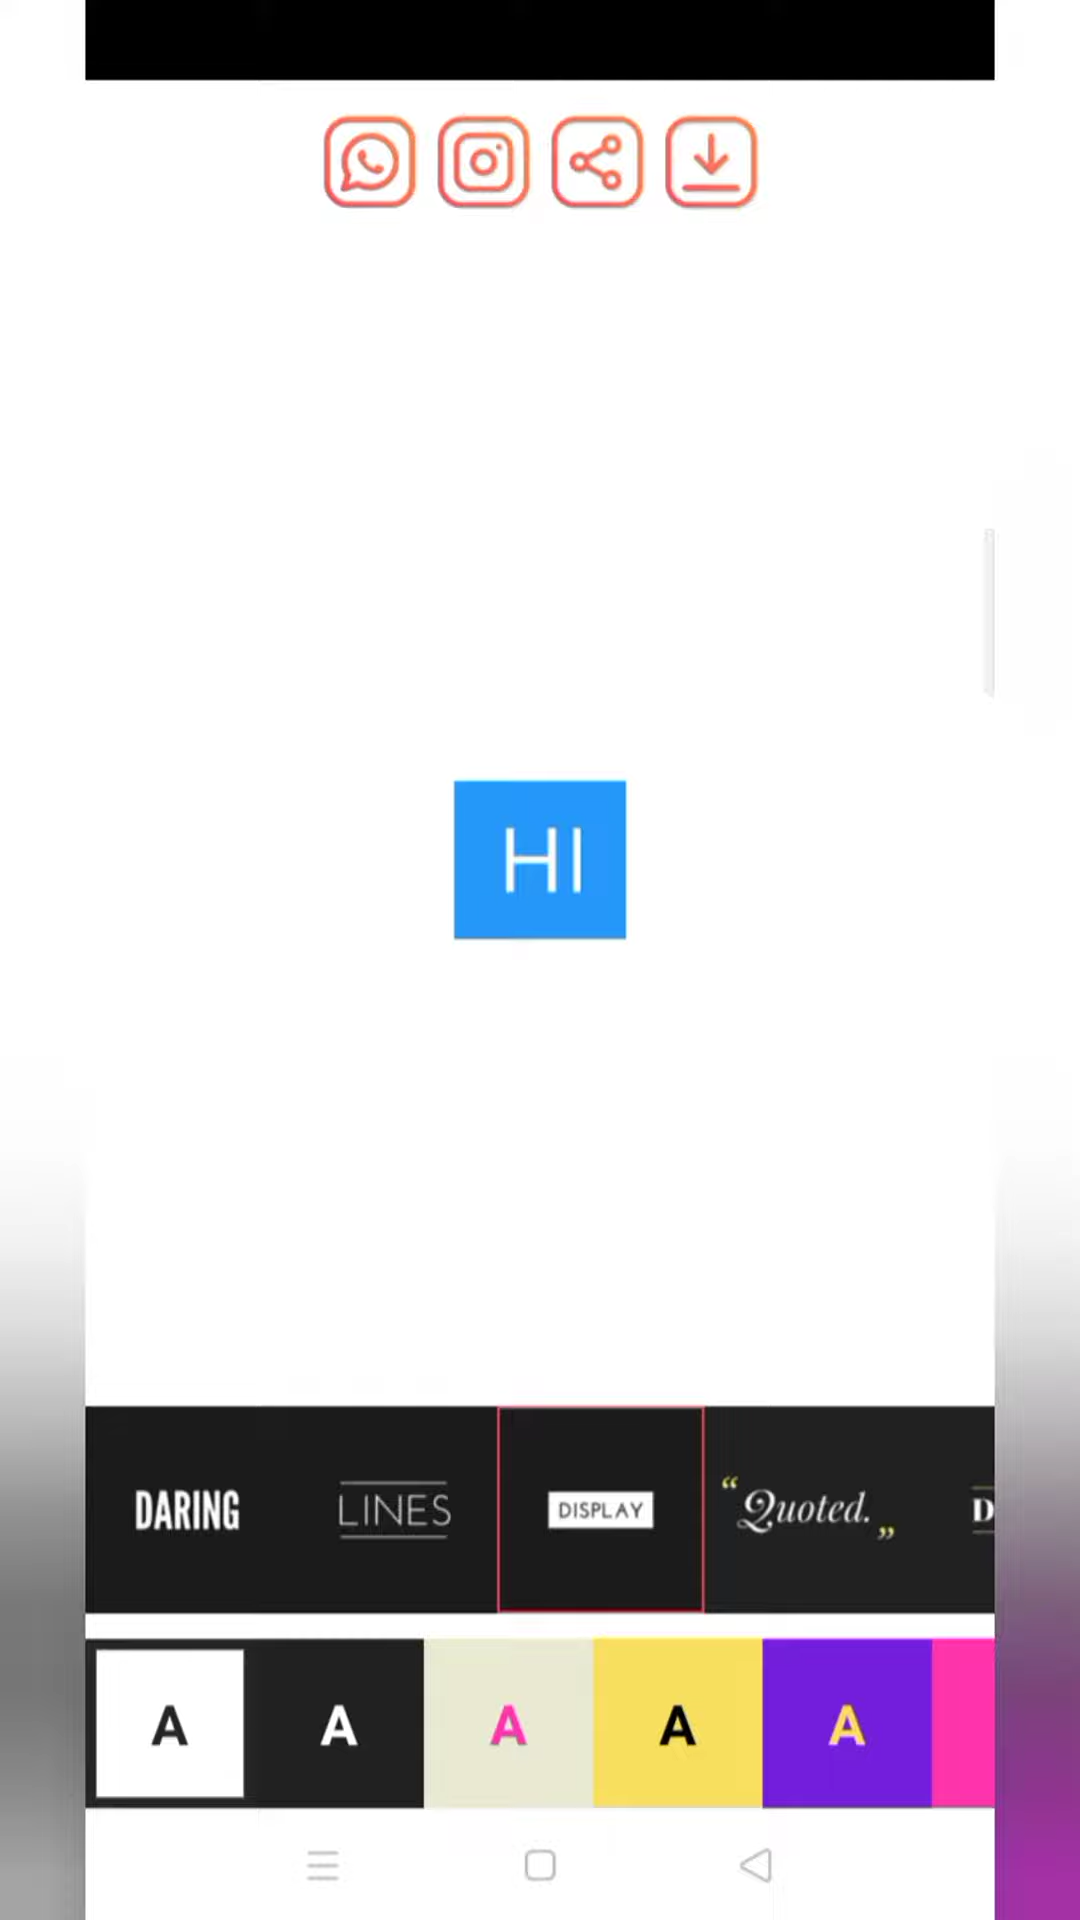 HI
DARING
LINES
DISPLAY
“Quoted.”
D
A A A A A